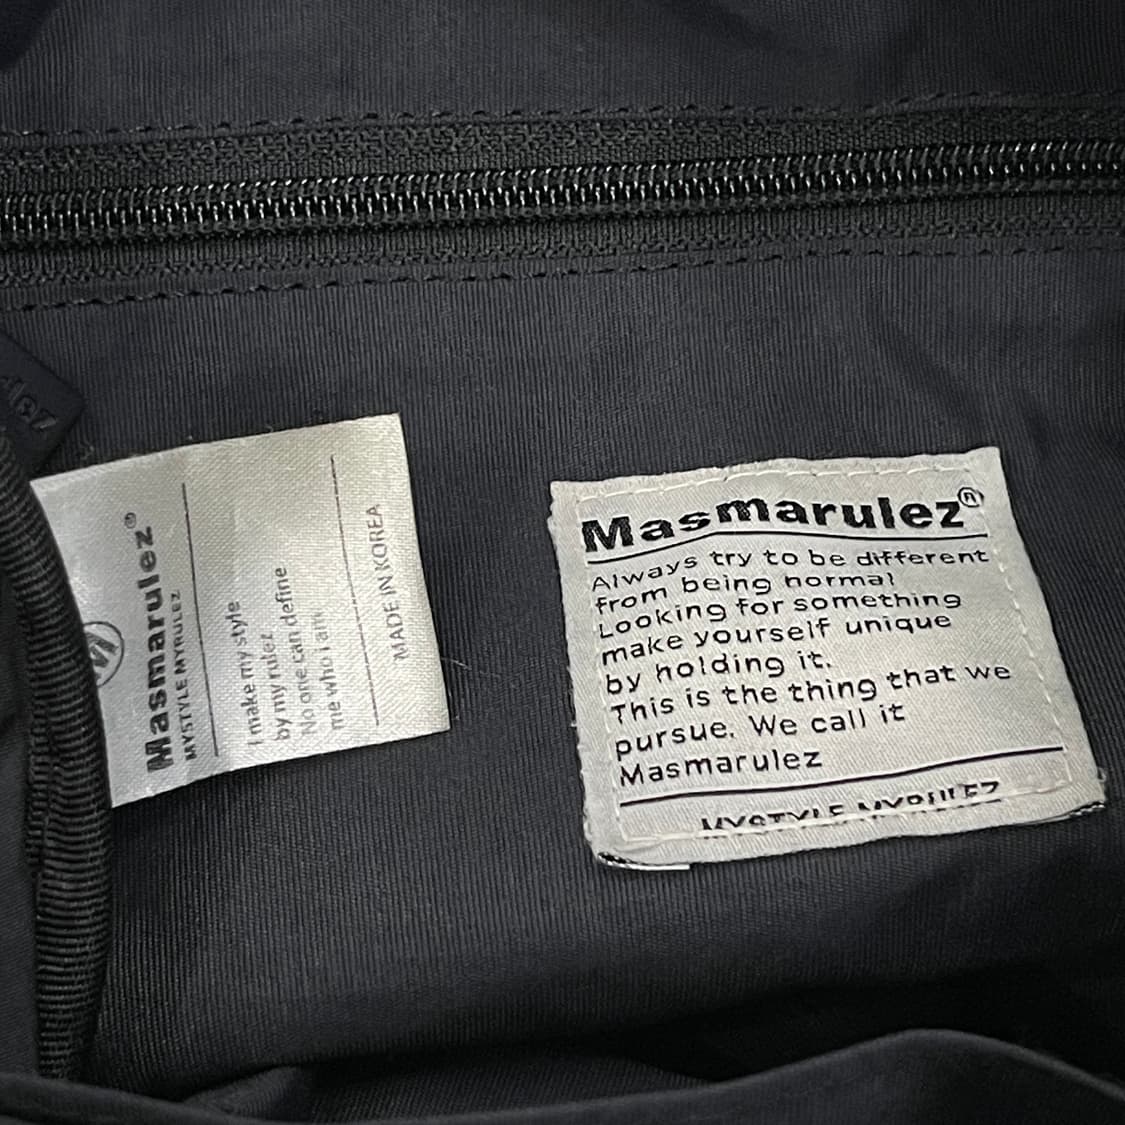 Masmarulez®
MYSTYLE MYRULEZ
I make my style
by my rulez
No one can define
me who i am
MADE IN KOREA
Masmarulez®
Always try to be different
from being normal
Looking for something
make yourself unique
by holding it.
This is the thing that we
pursue. We call it
Masmarulez
MYSTYLE MYRULEZ